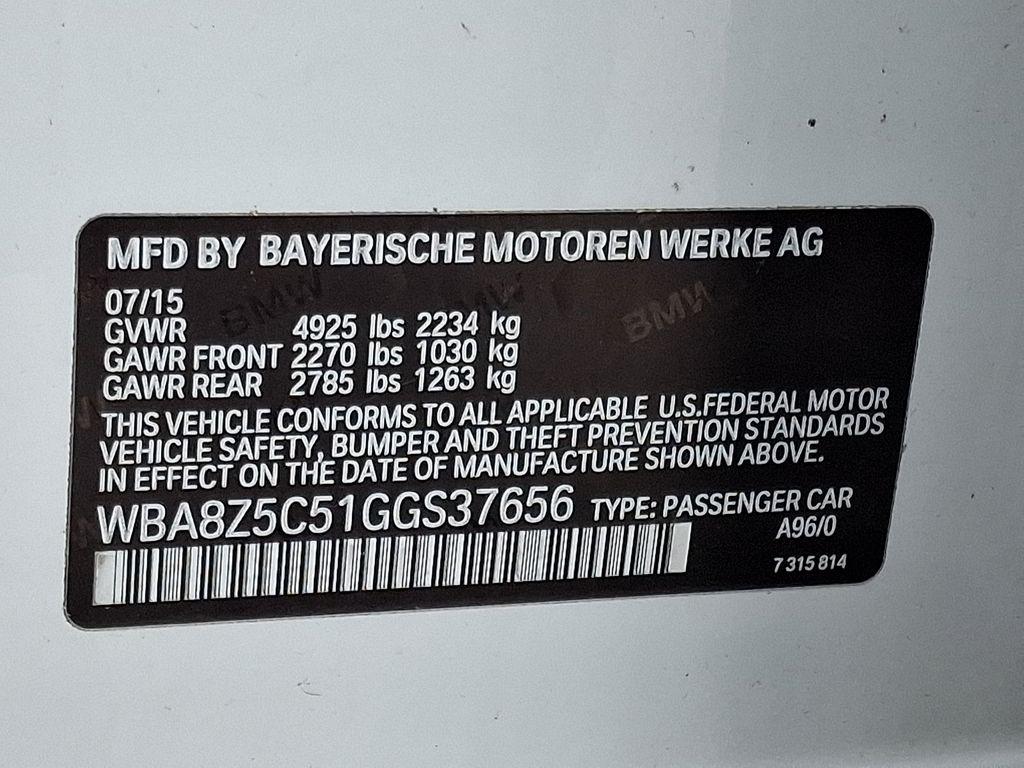 MFD BY BAYERISCHE MOTOREN WERKE AG
07/15
GVWR 4925 lbs 2234 kg
GAWR FRONT 2270 lbs 1030 kg
GAWR REAR 2785 lbs 1263 kg
THIS VEHICLE CONFORMS TO ALL APPLICABLE U.S.FEDERAL MOTOR
VEHICLE SAFETY, BUMPER AND THEFT PREVENTION STANDARDS
IN EFFECT ON THE DATE OF MANUFACTURE SHOWN ABOVE.
WBA8Z5C51GGS37656 TYPE: PASSENGER CAR
A96/0
7 315 814
BMW
BMW